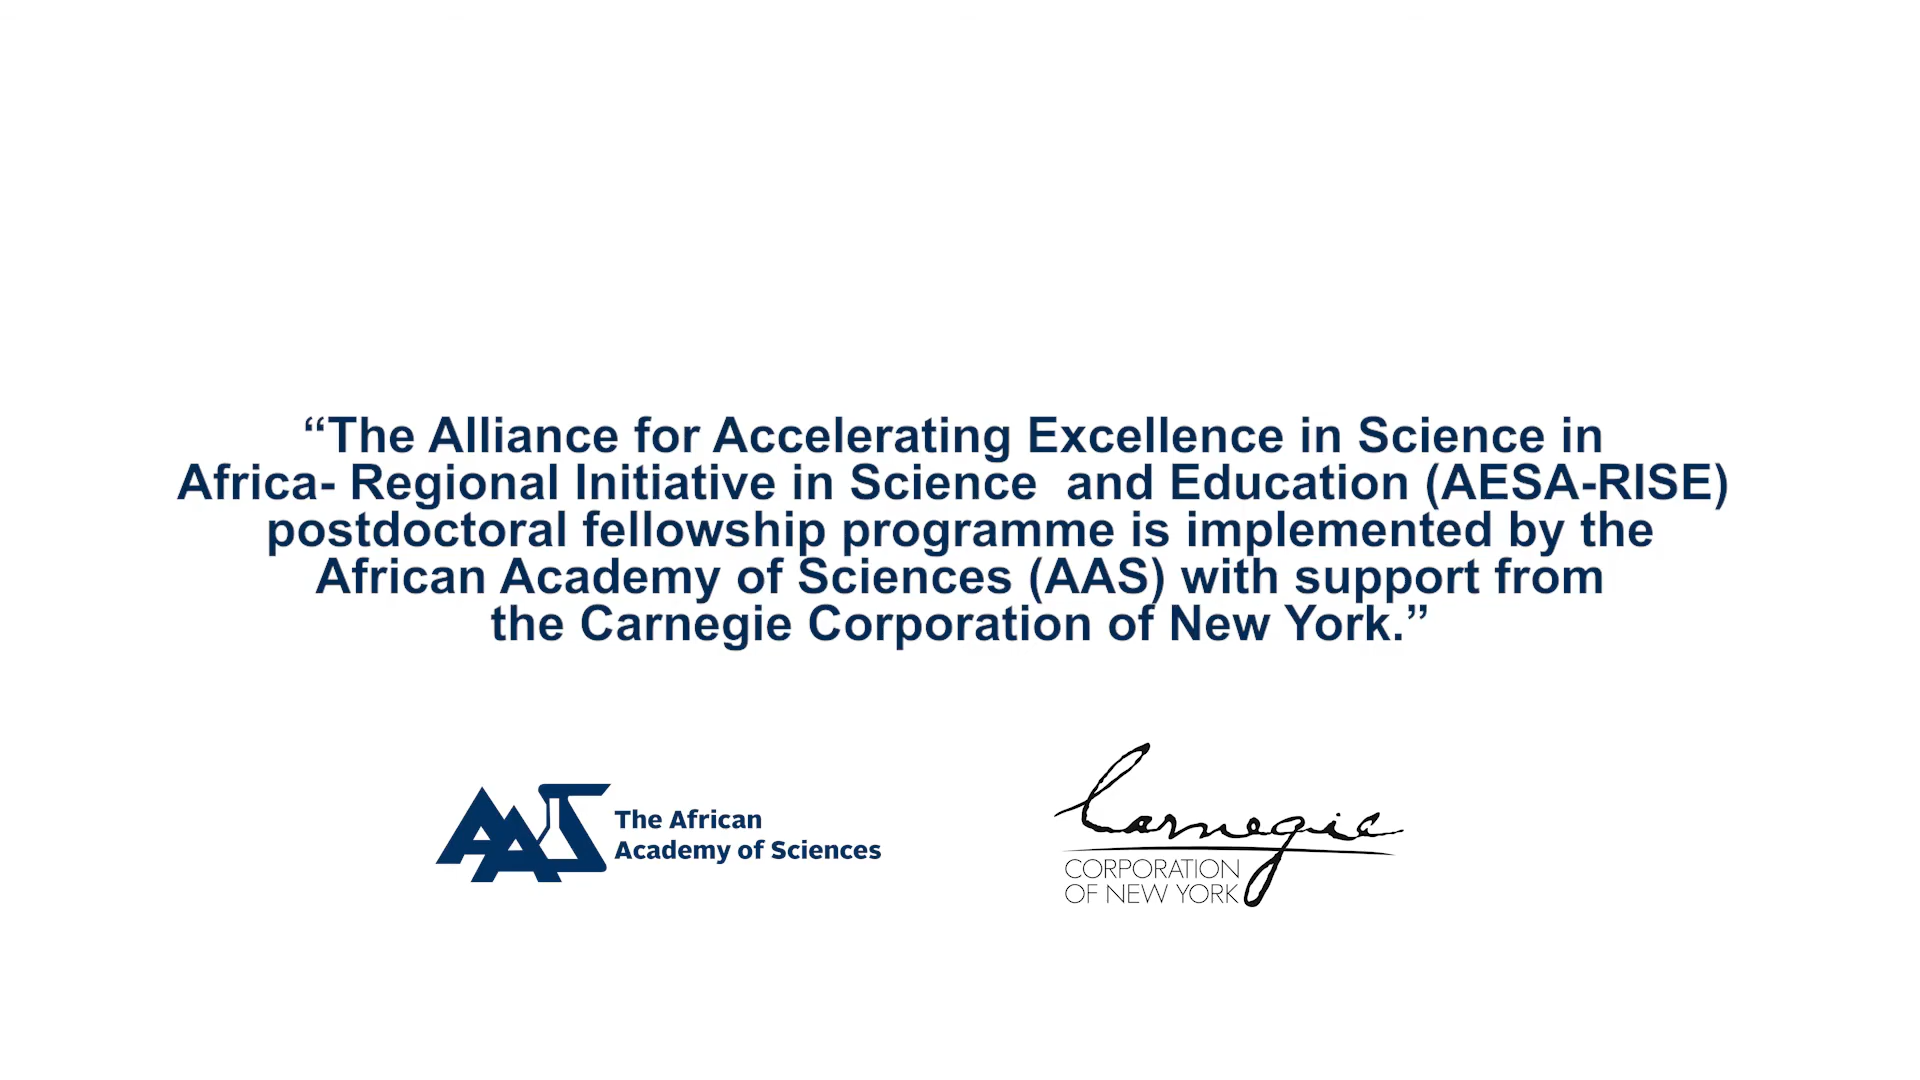 “The Alliance for Accelerating Excellence in Science in
Africa- Regional Initiative in Science  and Education (AESA-RISE)
postdoctoral fellowship programme is implemented by the
African Academy of Sciences (AAS) with support from
the Carnegie Corporation of New York.”
AAS
The African
Academy of Sciences
Carnegie
CORPORATION
OF NEW YORK